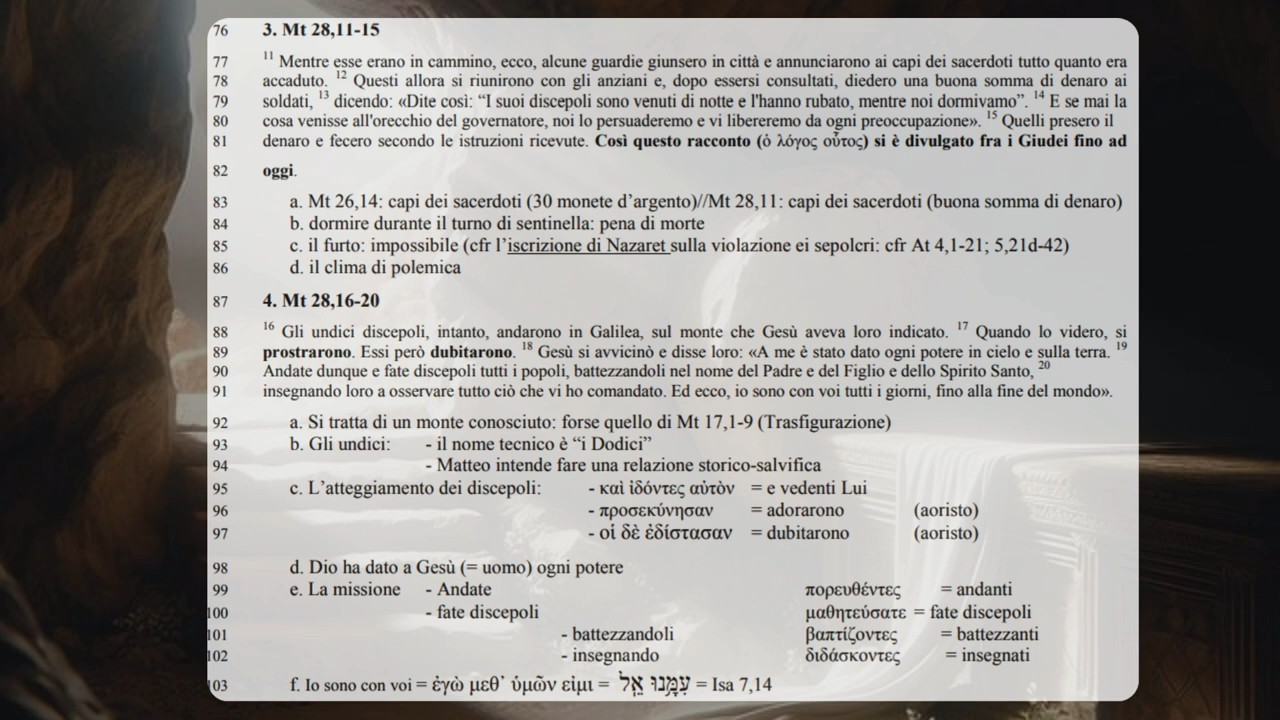 76 3. Mt 28,11-15
77 11 Mentre esse erano in cammino, ecco, alcune guardie giunsero in città e annunciarono ai capi dei sacerdoti tutto quanto era
78 accaduto. 12 Questi allora si riunirono con gli anziani e, dopo essersi consultati, diedero una buona somma di denaro ai
79 soldati, 13 dicendo: «Dite così: “I suoi discepoli sono venuti di notte e l'hanno rubato, mentre noi dormivamo”. 14 E se mai la
80 cosa venisse all'orecchio del governatore, noi lo persuaderemo e vi libereremo da ogni preoccupazione». 15 Quelli presero il
81 denaro e fecero secondo le istruzioni ricevute. Così questo racconto (ὁ λόγος οὗτος) si è divulgato fra i Giudei fino ad
82 oggi.
83 a. Mt 26,14: capi dei sacerdoti (30 monete d’argento)//Mt 28,11: capi dei sacerdoti (buona somma di denaro)
84 b. dormire durante il turno di sentinella: pena di morte
85 c. il furto: impossibile (cfr l’iscrizione di Nazaret sulla violazione ei sepolcri: cfr At 4,1-21; 5,21d-42)
86 d. il clima di polemica
87 4. Mt 28,16-20
88 16 Gli undici discepoli, intanto, andarono in Galilea, sul monte che Gesù aveva loro indicato. 17 Quando lo videro, si
89 prostrarono. Essi però dubitarono. 18 Gesù si avvicinò e disse loro: «A me è stato dato ogni potere in cielo e sulla terra. 19
90 Andate dunque e fate discepoli tutti i popoli, battezzandoli nel nome del Padre e del Figlio e dello Spirito Santo, 20
91 insegnando loro a osservare tutto ciò che vi ho comandato. Ed ecco, io sono con voi tutti i giorni, fino alla fine del mondo».
92 a. Si tratta di un monte conosciuto: forse quello di Mt 17,1-9 (Trasfigurazione)
93 b. Gli undici: - il nome tecnico è “i Dodici”
94 - Matteo intende fare una relazione storico-salvifica
95 c. L’atteggiamento dei discepoli: - καὶ ἰδόντες αὐτὸν = e vedenti Lui
96 - προσεκύνησαν = adorarono (aoristo)
97 - οἱ δὲ ἐδίστασαν = dubitarono (aoristo)
98 d. Dio ha dato a Gesù (= uomo) ogni potere
99 e. La missione - Andate πορευθέντες = andanti
100 - fate discepoli μαθητεύσατε = fate discepoli
101 - battezzandoli βαπτίζοντες = battezzanti
102 - insegnando διδάσκοντες = insegnati
103 f. Io sono con voi = ἐγὼ μεθ᾽ ὑμῶν εἰμι = עִמָּנוּ אֵל = Isa 7,14